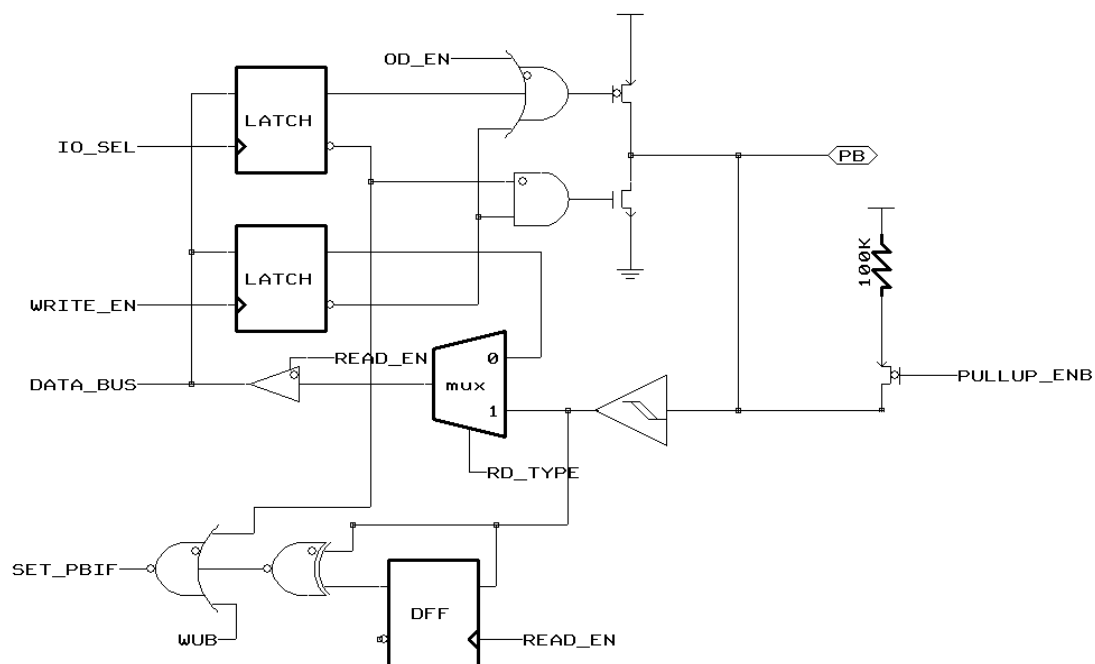 OD_EN
LATCH
IO_SEL
PB
LATCH
100K
WRITE_EN
READ_EN
0
DATA_BUS
mux
PULLUP_ENB
1
RD_TYPE
SET_PBIF
DFF
WUB
READ_EN